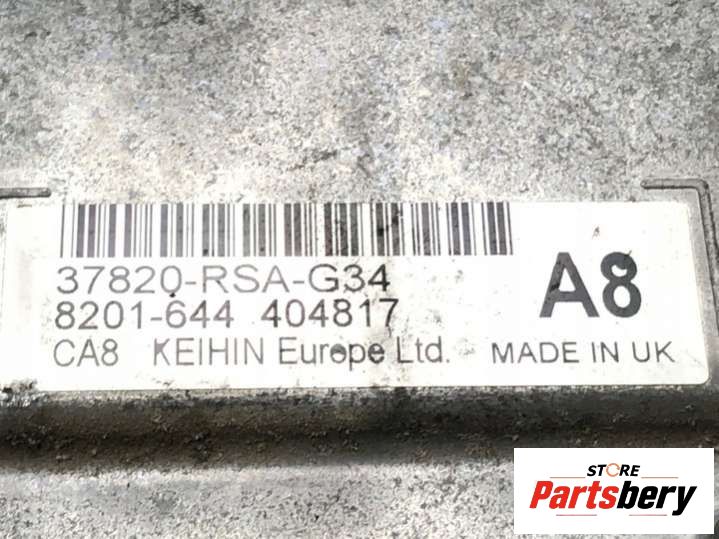 37820-RSA-G34
8201-644 404817
A8
CA8 KEIHIN Europe Ltd. MADE IN UK
STORE
Partsbery